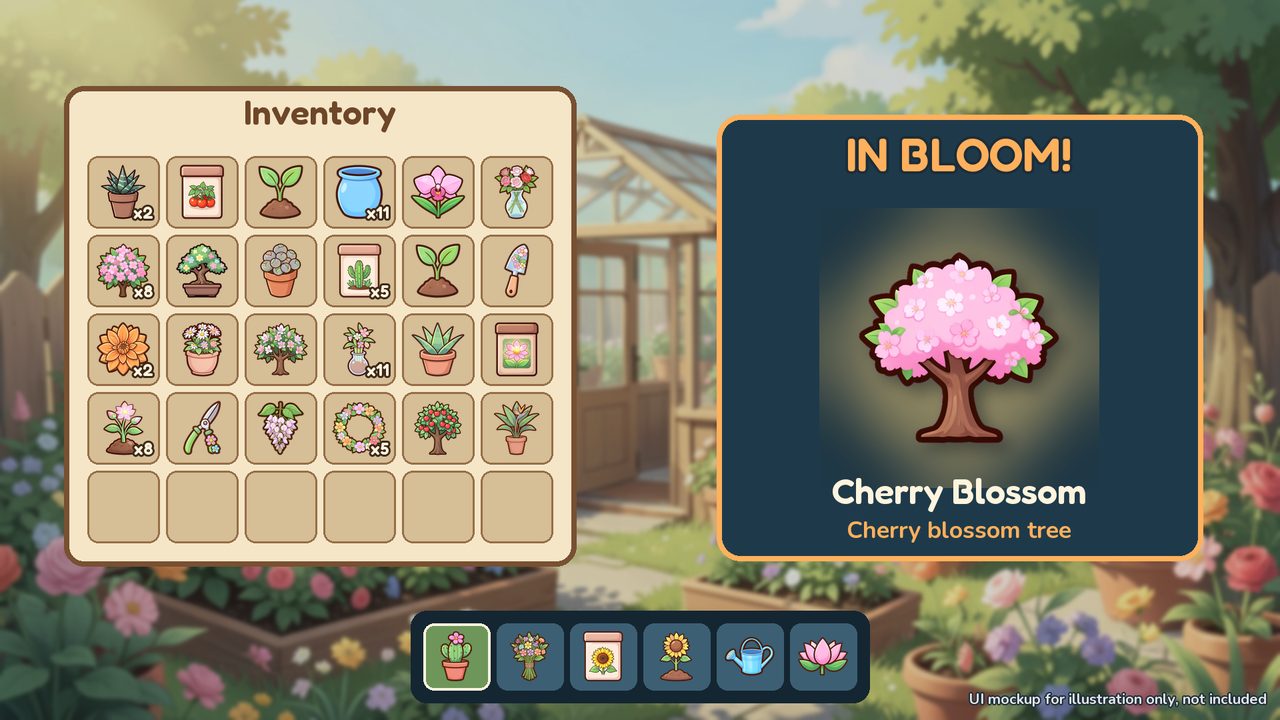 Inventory
x2
x11
x8
x5
x2
x11
x8
x5
IN BLOOM!
Cherry Blossom
Cherry blossom tree
UI mockup for illustration only, not included